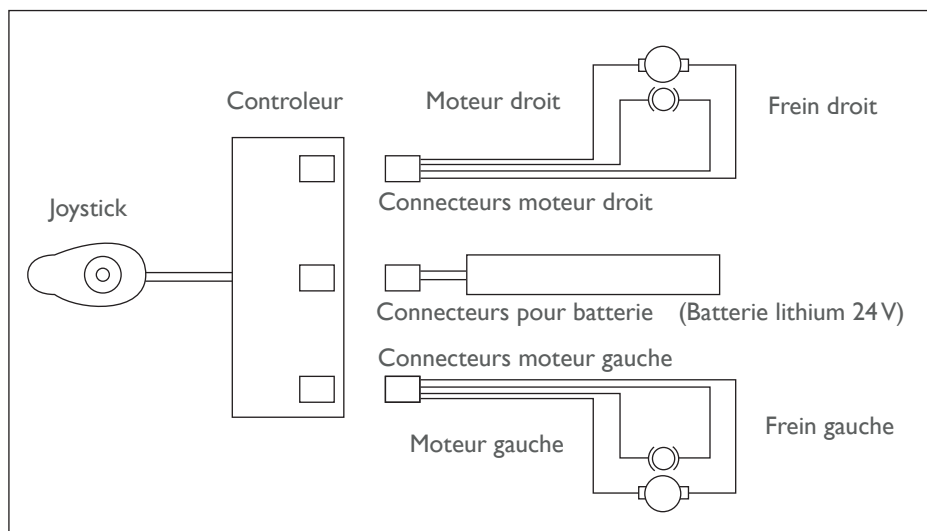 Controleur
Moteur droit
Frein droit
Connecteurs moteur droit
Joystick
Connecteurs pour batterie (Batterie lithium 24 V)
Connecteurs moteur gauche
Moteur gauche
Frein gauche